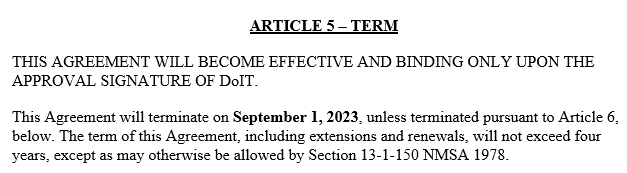 ARTICLE 5 – TERM
THIS AGREEMENT WILL BECOME EFFECTIVE AND BINDING ONLY UPON THE
APPROVAL SIGNATURE OF DoIT.
This Agreement will terminate on September 1, 2023, unless terminated pursuant to Article 6,
below. The term of this Agreement, including extensions and renewals, will not exceed four
years, except as may otherwise be allowed by Section 13-1-150 NMSA 1978.